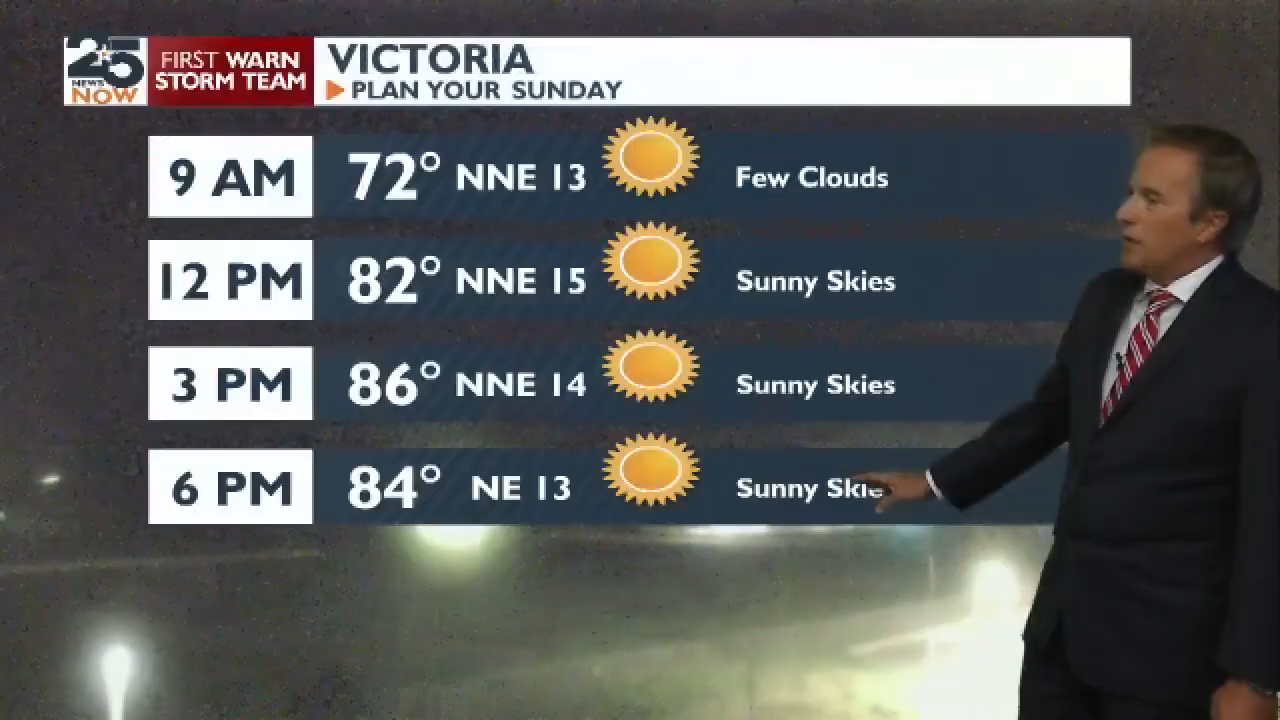 25
NEWS
NOW
FIRST WARN
STORM TEAM
VICTORIA
PLAN YOUR SUNDAY
9 AM 72° NNE 13 Few Clouds
12 PM 82° NNE 15 Sunny Skies
3 PM 86° NNE 14 Sunny Skies
6 PM 84° NE 13 Sunny Skie